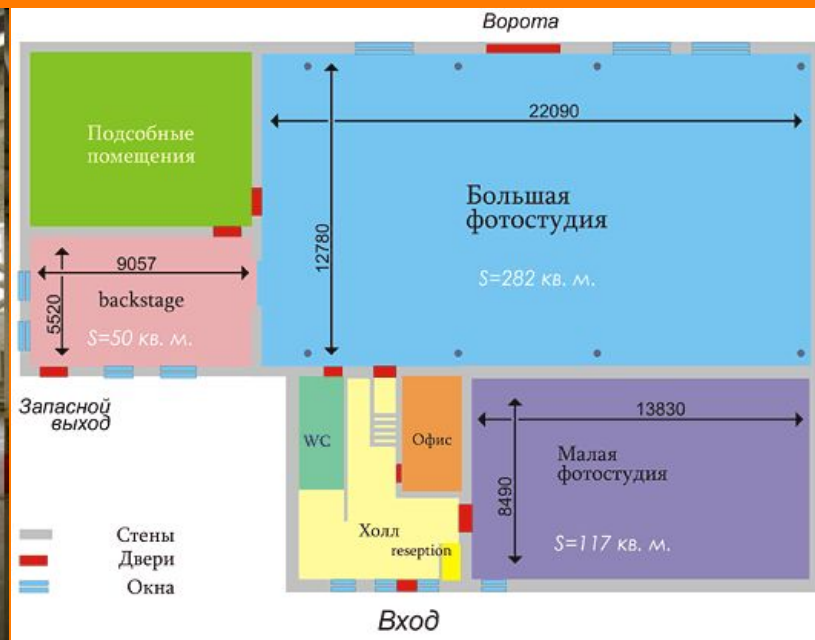 Ворота
22090
Подсобные
помещения
12780
Большая
фотостудия
S=282 кв. м.
9057
5520
backstage
S=50 кв. м.
Запасной
выход
WC
Офис
13830
8490
Малая
фотостудия
S=117 кв. м.
Холл
reseption
Стены
Двери
Окна
Вход